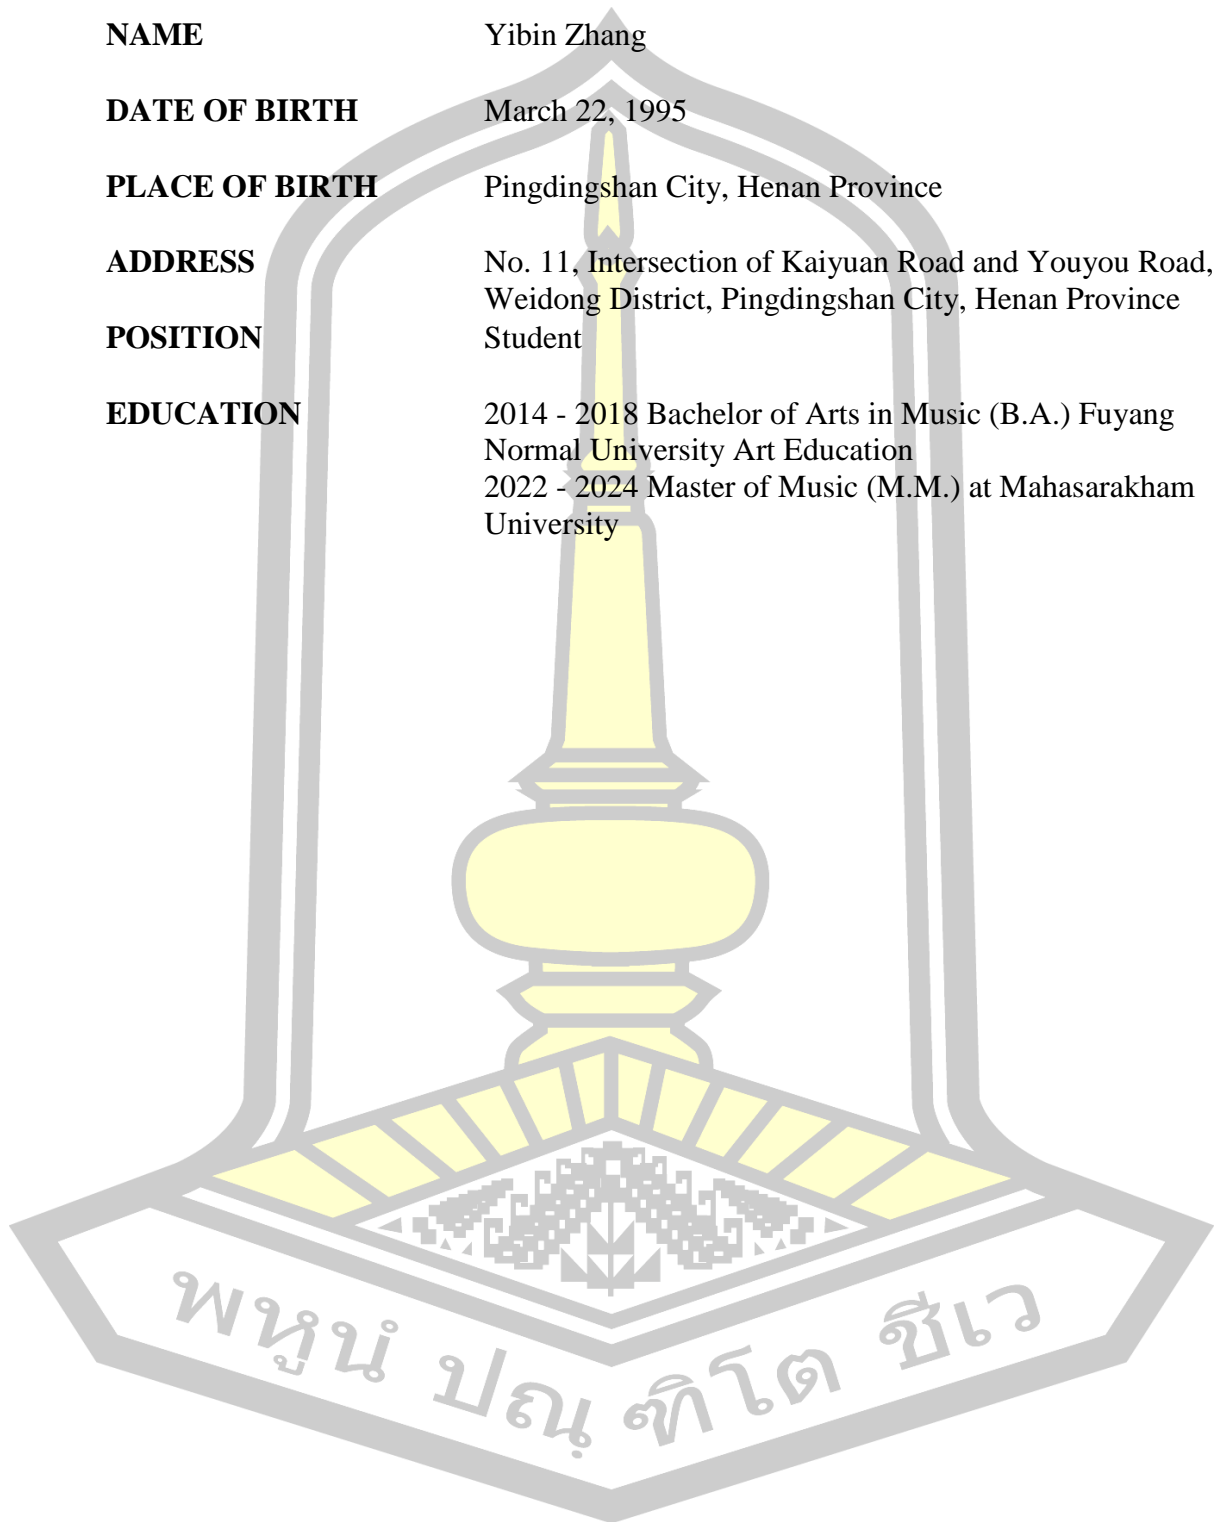 NAME Yibin Zhang
DATE OF BIRTH March 22, 1995
PLACE OF BIRTH Pingdingshan City, Henan Province
ADDRESS No. 11, Intersection of Kaiyuan Road and Youyou Road,
Weidong District, Pingdingshan City, Henan Province
POSITION Student
EDUCATION 2014 - 2018 Bachelor of Arts in Music (B.A.) Fuyang
Normal University Art Education
2022 - 2024 Master of Music (M.M.) at Mahasarakham
University
พหูนํ ปณฺ ฑิโต ชีเว